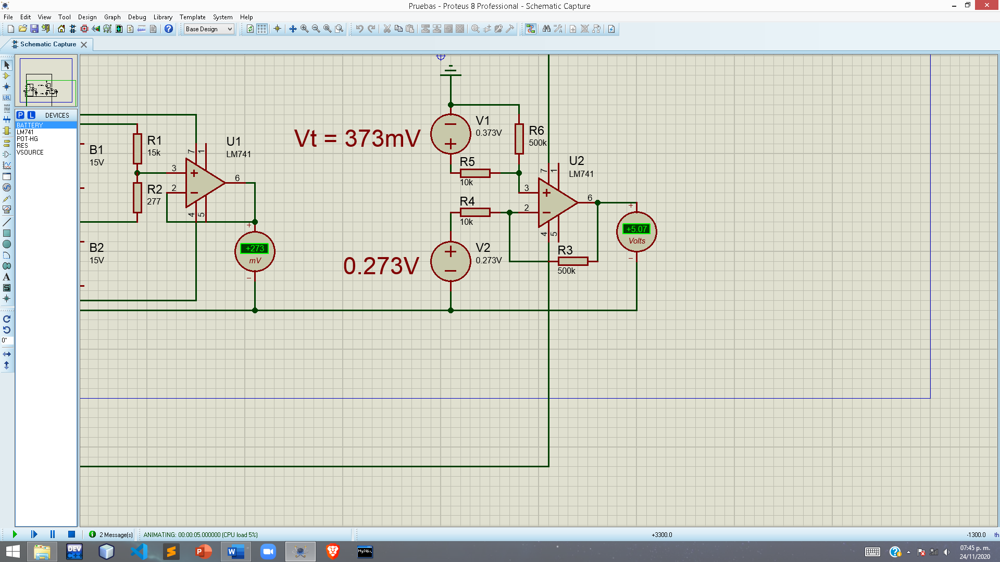 Pruebas - Proteus 8 Professional - Schematic Capture
File Edit View Tool Design Graph Debug Library Template System Help
Base Design
Schematic Capture
P L DEVICES
BATTERY
LM741
POT-HG
RES
VSOURCE
LBL
A
S
0°
B1
15V
B2
15V
R1
15k
R2
277
U1
LM741
3
2
6
7
1
4
5
+273
mV
Vt = 373mV
0.273V
V1
0.373V
R6
500k
R5
10k
R4
10k
V2
0.273V
U2
LM741
3
2
6
7
1
4
5
R3
500k
+5.07
Volts
2 Message(s)
ANIMATING: 00:00:05.000000 (CPU load 5%)
+3300.0
-1300.0
th
DEV C++
MySQL
07:45 p. m.
24/11/2020